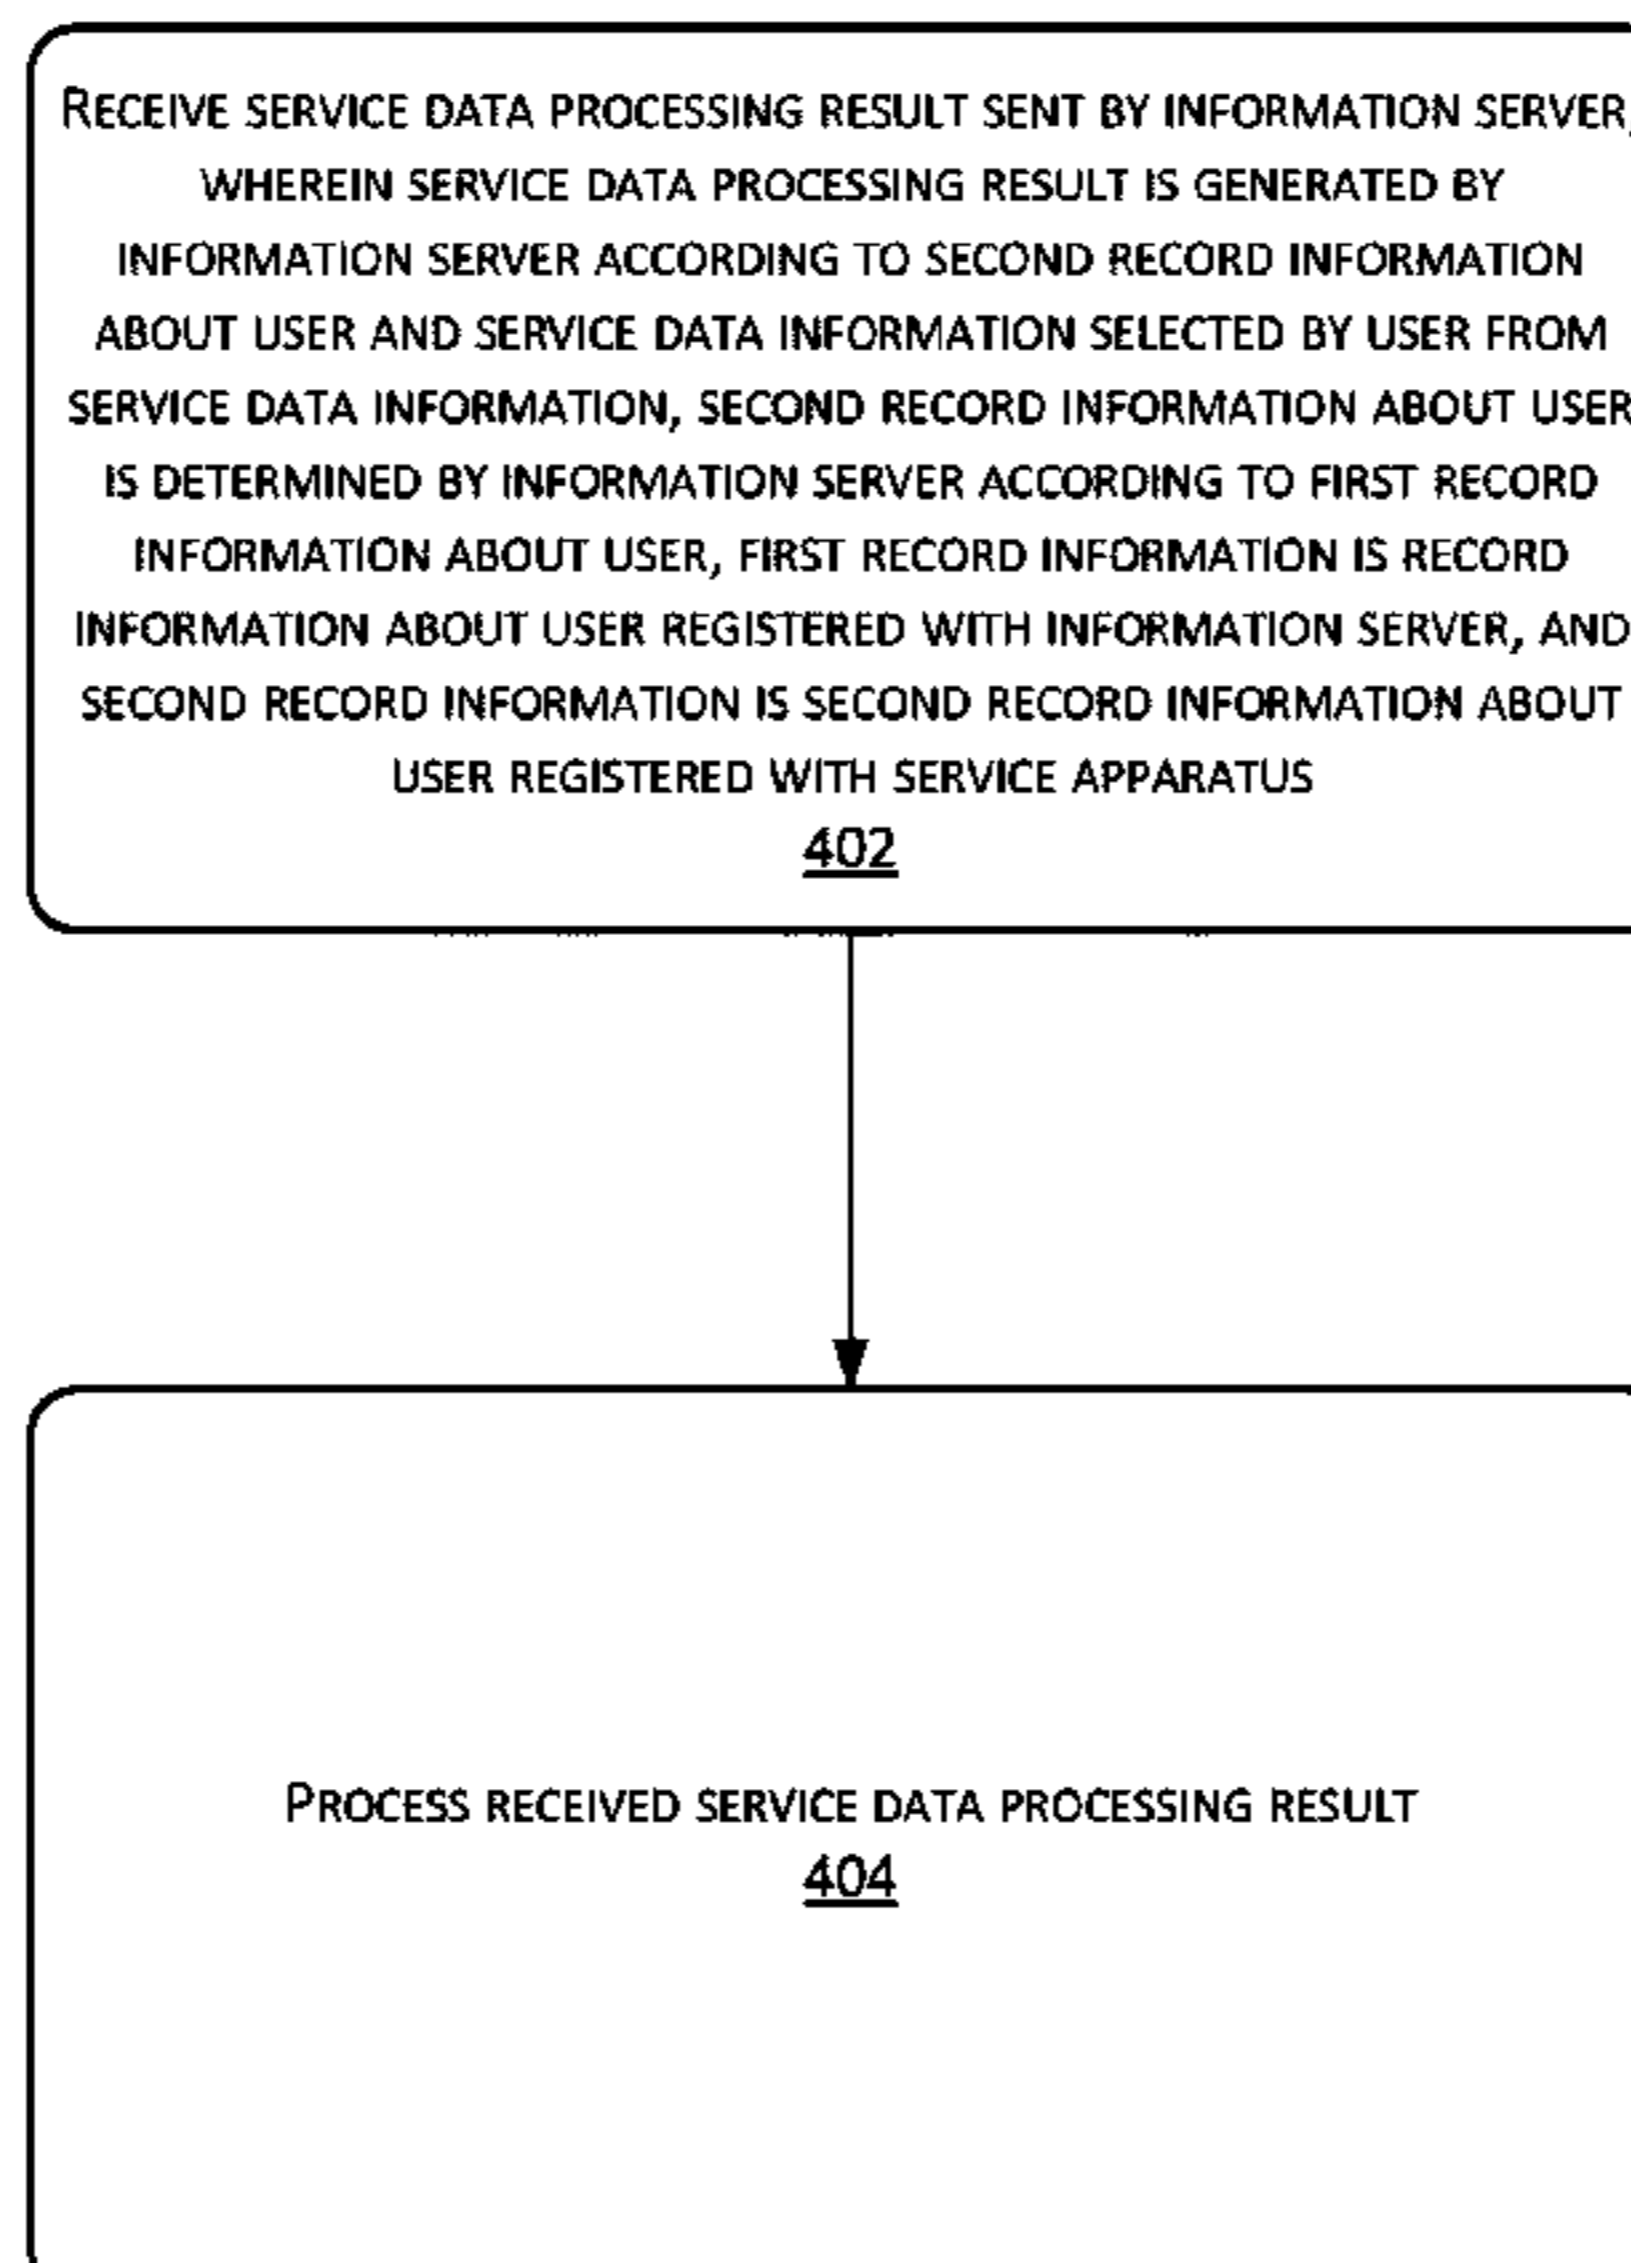 RECEIVE SERVICE DATA PROCESSING RESULT SENT BY INFORMATION SERVER,
WHEREIN SERVICE DATA PROCESSING RESULT IS GENERATED BY
INFORMATION SERVER ACCORDING TO SECOND RECORD INFORMATION
ABOUT USER AND SERVICE DATA INFORMATION SELECTED BY USER FROM
SERVICE DATA INFORMATION, SECOND RECORD INFORMATION ABOUT USER
IS DETERMINED BY INFORMATION SERVER ACCORDING TO FIRST RECORD
INFORMATION ABOUT USER, FIRST RECORD INFORMATION IS RECORD
INFORMATION ABOUT USER REGISTERED WITH INFORMATION SERVER, AND
SECOND RECORD INFORMATION IS SECOND RECORD INFORMATION ABOUT
USER REGISTERED WITH SERVICE APPARATUS
402
PROCESS RECEIVED SERVICE DATA PROCESSING RESULT
404